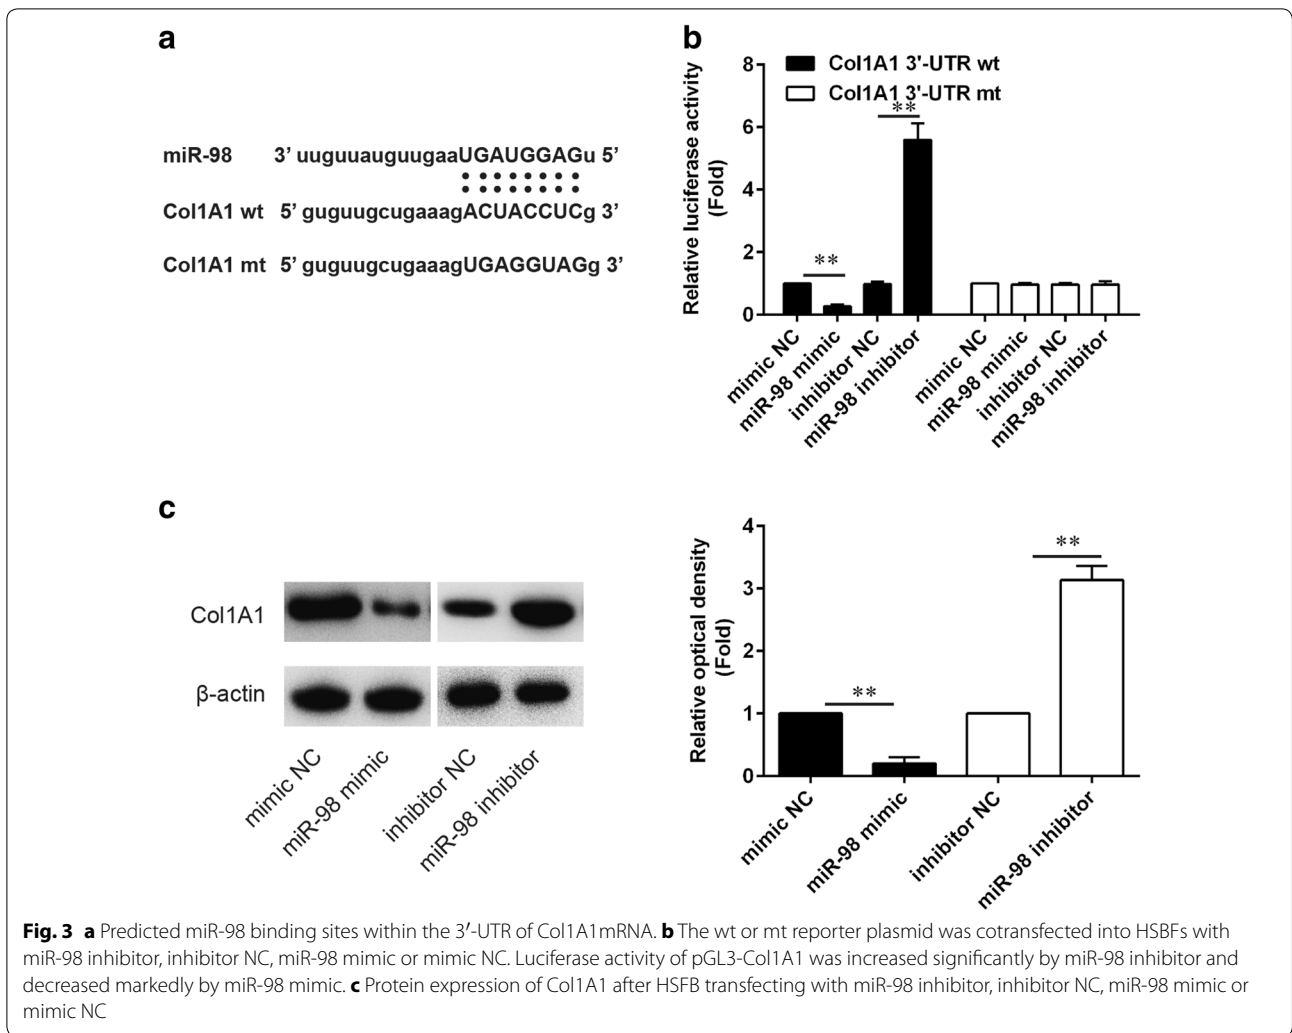 a
miR-98 3’ uuguuauguugaaUGAUGGAGu 5’
Col1A1 wt 5’ guguugcugaaagACUACCUCg 3’
Col1A1 mt 5’ guguugcugaaagUGAGGUAGg 3’
b
Col1A1 3'-UTR wt
Col1A1 3'-UTR mt
Relative luciferase activity
(Fold)
8
6
4
2
0
**
**
mimic NC
miR-98 mimic
inhibitor NC
miR-98 inhibitor
mimic NC
miR-98 mimic
inhibitor NC
miR-98 inhibitor
c
Col1A1
β-actin
mimic NC
miR-98 mimic
inhibitor NC
miR-98 inhibitor
Relative optical density
(Fold)
4
3
2
1
0
**
**
mimic NC
miR-98 mimic
inhibitor NC
miR-98 inhibitor
Fig. 3 a Predicted miR-98 binding sites within the 3′-UTR of Col1A1mRNA. b The wt or mt reporter plasmid was cotransfected into HSBFs with
miR-98 inhibitor, inhibitor NC, miR-98 mimic or mimic NC. Luciferase activity of pGL3-Col1A1 was increased significantly by miR-98 inhibitor and
decreased markedly by miR-98 mimic. c Protein expression of Col1A1 after HSFB transfecting with miR-98 inhibitor, inhibitor NC, miR-98 mimic or
mimic NC